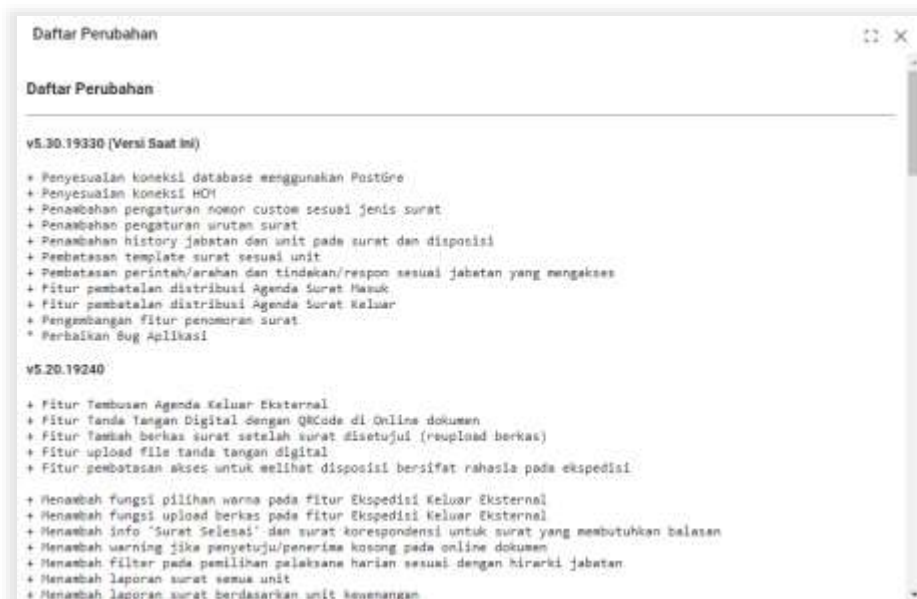 Daftar Perubahan
Daftar Perubahan
v5.30.19330 (Versi Saat Ini)
+ Penyesuaian koneksi database menggunakan PostGre
+ Penyesuaian koneksi HCM
+ Penambahan pengaturan nomor custom sesuai jenis surat
+ Penambahan pengaturan urutan surat
+ Penambahan history jabatan dan unit pada surat dan disposisi
+ Pembatasan template surat sesuai unit
+ Pembatasan perintah/arahan dan tindakan/respon sesuai jabatan yang mengakses
+ Fitur pembatalan distribusi Agenda Surat Masuk
+ Fitur pembatalan distribusi Agenda Surat Keluar
+ Pengembangan fitur penomoran surat
* Perbaikan Bug Aplikasi
v5.20.19240
+ Fitur Tembusan Agenda Keluar Eksternal
+ Fitur Tanda Tangan Digital dengan QRCode di Online dokumen
+ Fitur Tambah berkas surat setelah surat disetujui (reupload berkas)
+ Fitur upload file tanda tangan digital
+ Fitur pembatasan akses untuk melihat disposisi bersifat rahasia pada ekspedisi
+ Menambah fungsi pilihan warna pada fitur Ekspedisi Keluar Eksternal
+ Menambah fungsi upload berkas pada fitur Ekspedisi Keluar Eksternal
+ Menambah info "Surat Selesai" dan surat korespondensi untuk surat yang membutuhkan balasan
+ Menambah warning jika penyetuju/penerima kosong pada online dokumen
+ Menambah filter pada pemilihan pelaksana harian sesuai dengan hirarki jabatan
+ Menambah laporan surat semua unit
+ Menambah laporan surat berdasarkan unit kewenangan